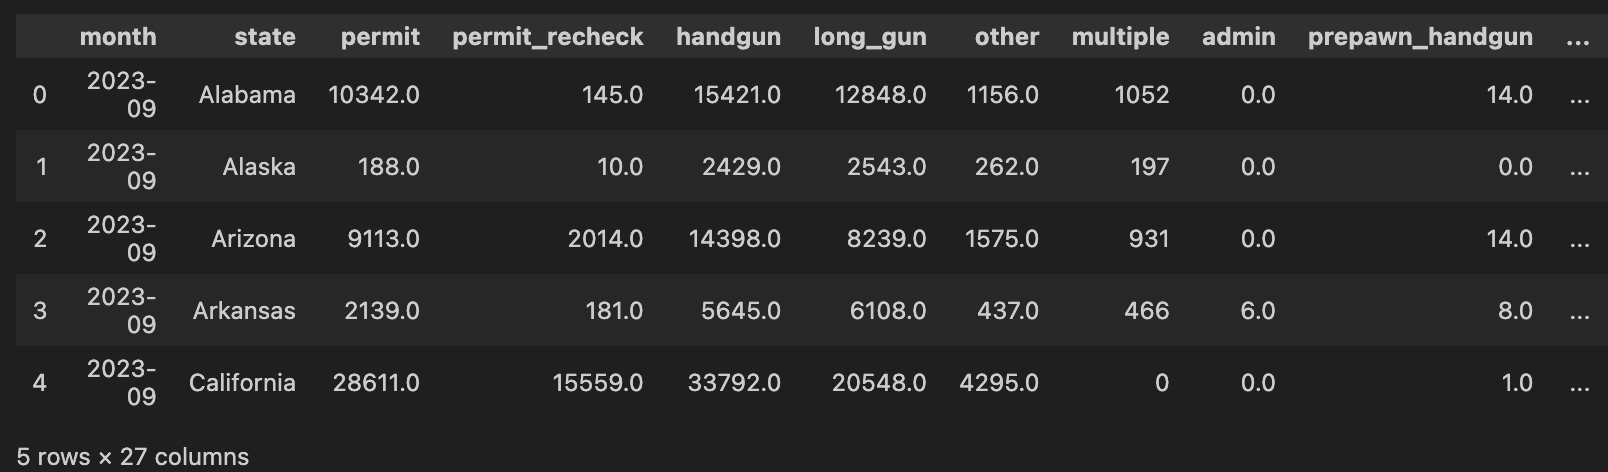 month state permit permit_recheck handgun long_gun other multiple admin prepawn_handgun ...
0 2023-09 Alabama 10342.0 145.0 15421.0 12848.0 1156.0 1052 0.0 14.0 ...
1 2023-09 Alaska 188.0 10.0 2429.0 2543.0 262.0 197 0.0 0.0 ...
2 2023-09 Arizona 9113.0 2014.0 14398.0 8239.0 1575.0 931 0.0 14.0 ...
3 2023-09 Arkansas 2139.0 181.0 5645.0 6108.0 437.0 466 6.0 8.0 ...
4 2023-09 California 28611.0 15559.0 33792.0 20548.0 4295.0 0 0.0 1.0 ...
5 rows × 27 columns